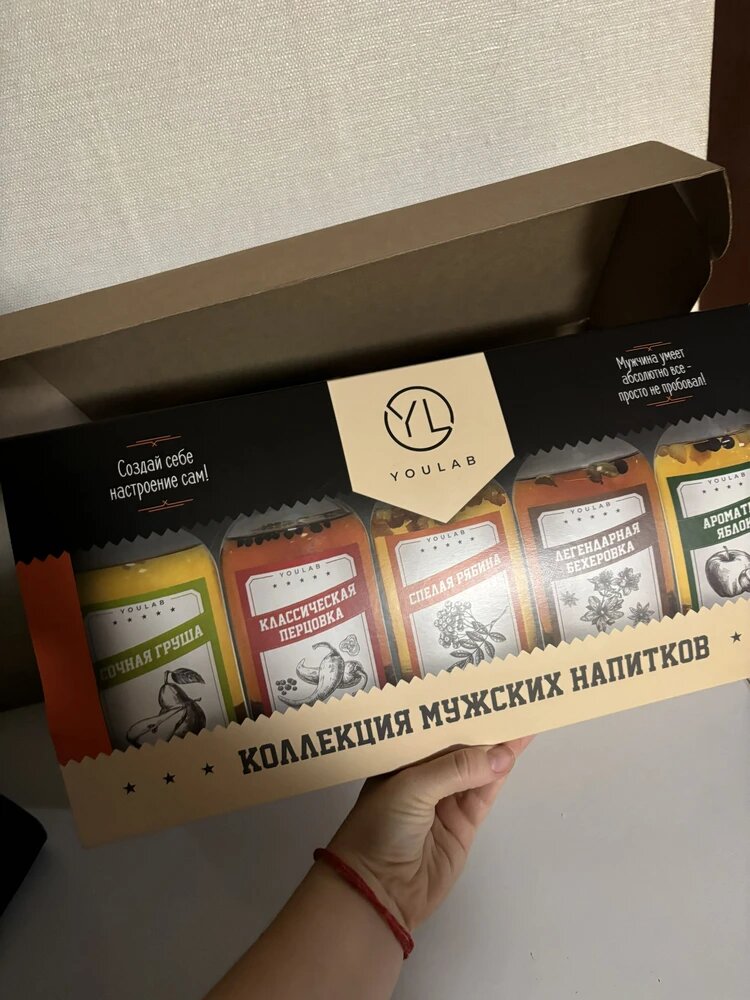 Создай себе
настроение сам!
YL
YOULAB
Мужчина умеет
абсолютно все -
просто не пробовал!
YOULAB
СОЧНАЯ ГРУША
YOULAB
КЛАССИЧЕСКАЯ
ПЕРЦОВКА
YOULAB
СПЕЛАЯ РЯБИНА
YOULAB
ЛЕГЕНДАРНАЯ
БЕХЕРОВКА
YOULAB
КОЛЛЕКЦИЯ МУЖСКИХ НАПИТКОВ